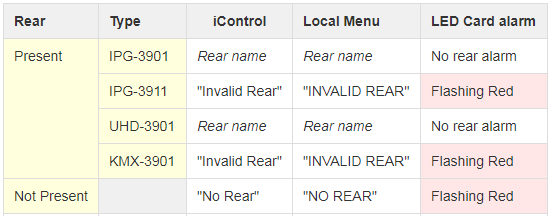 Rear Type iControl Local Menu LED Card alarm
Present IPG-3901 Rear name Rear name No rear alarm
IPG-3911 "Invalid Rear" "INVALID REAR" Flashing Red
UHD-3901 Rear name Rear name No rear alarm
KMX-3901 "Invalid Rear" "INVALID REAR" Flashing Red
Not Present "No Rear" "NO REAR" Flashing Red